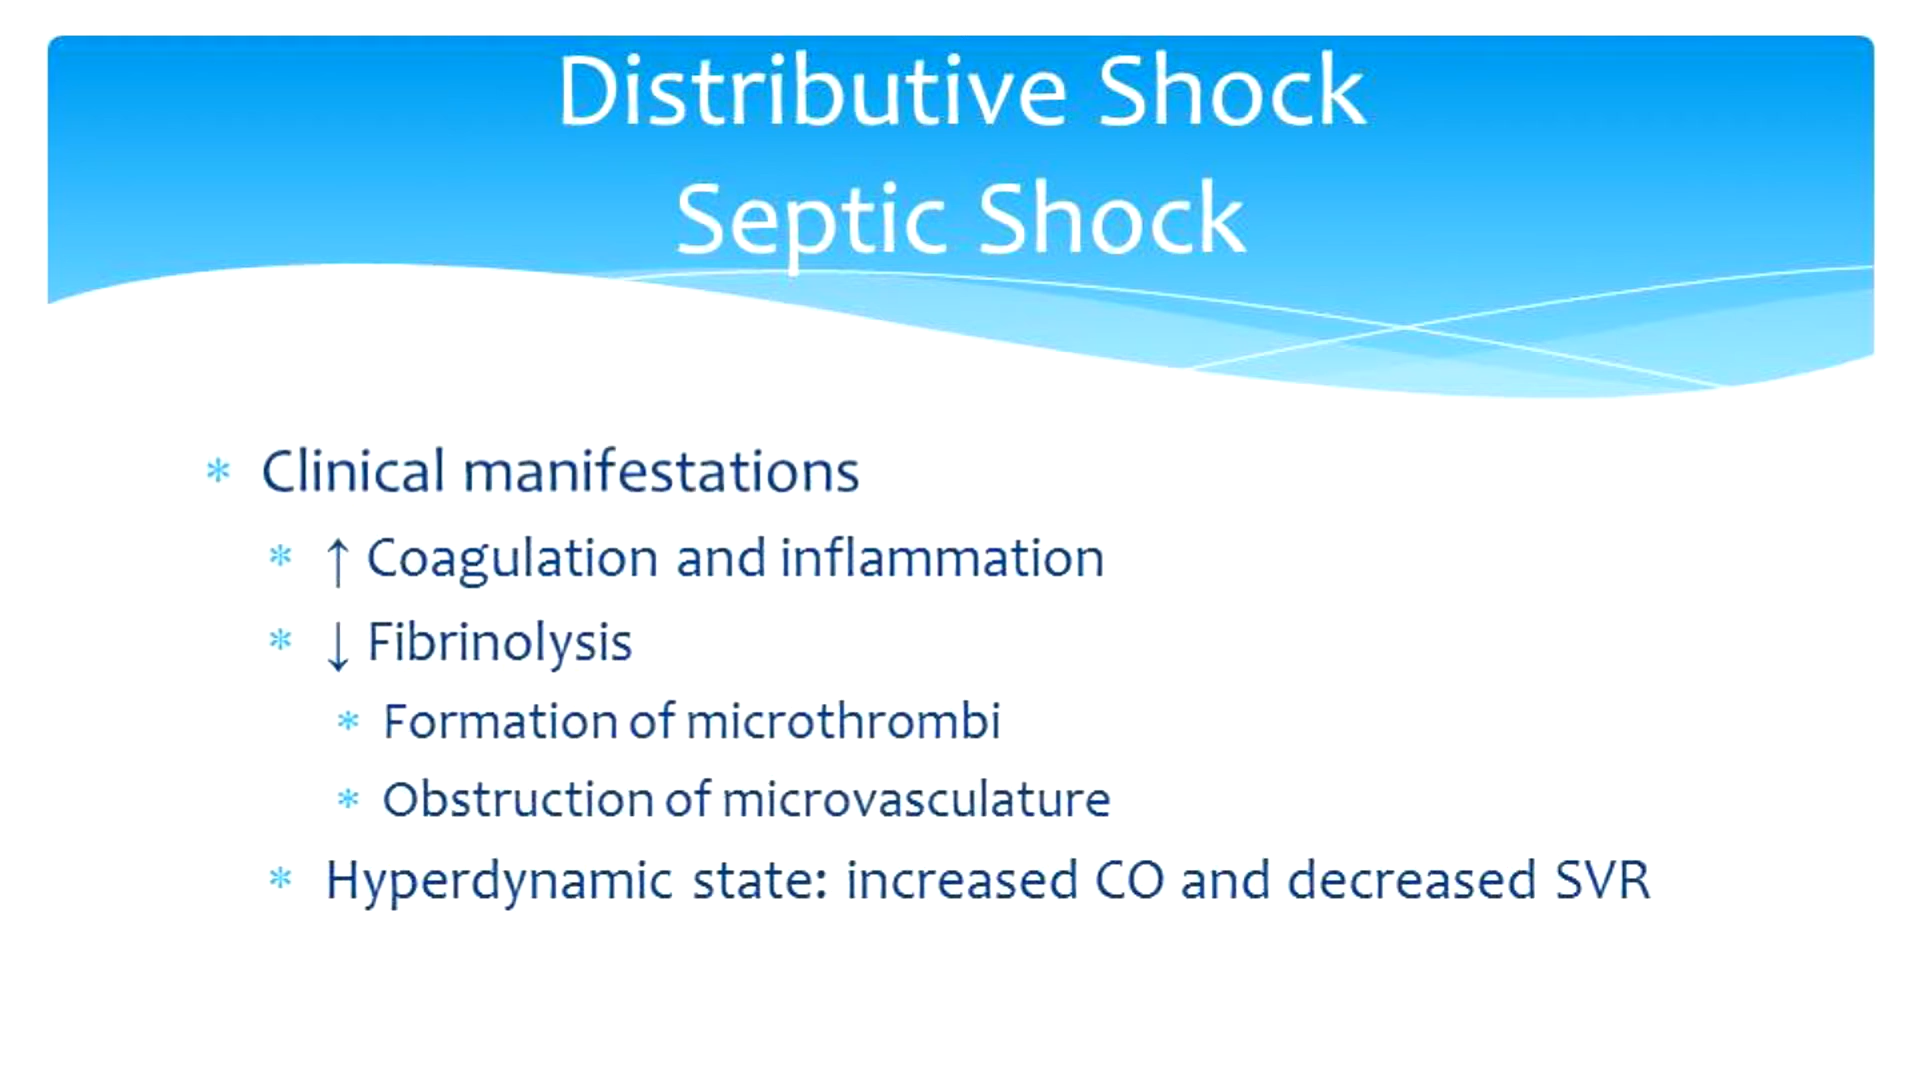 Distributive Shock
Septic Shock
* Clinical manifestations
* ↑ Coagulation and inflammation
* ↓ Fibrinolysis
* Formation of microthrombi
* Obstruction of microvasculature
* Hyperdynamic state: increased CO and decreased SVR